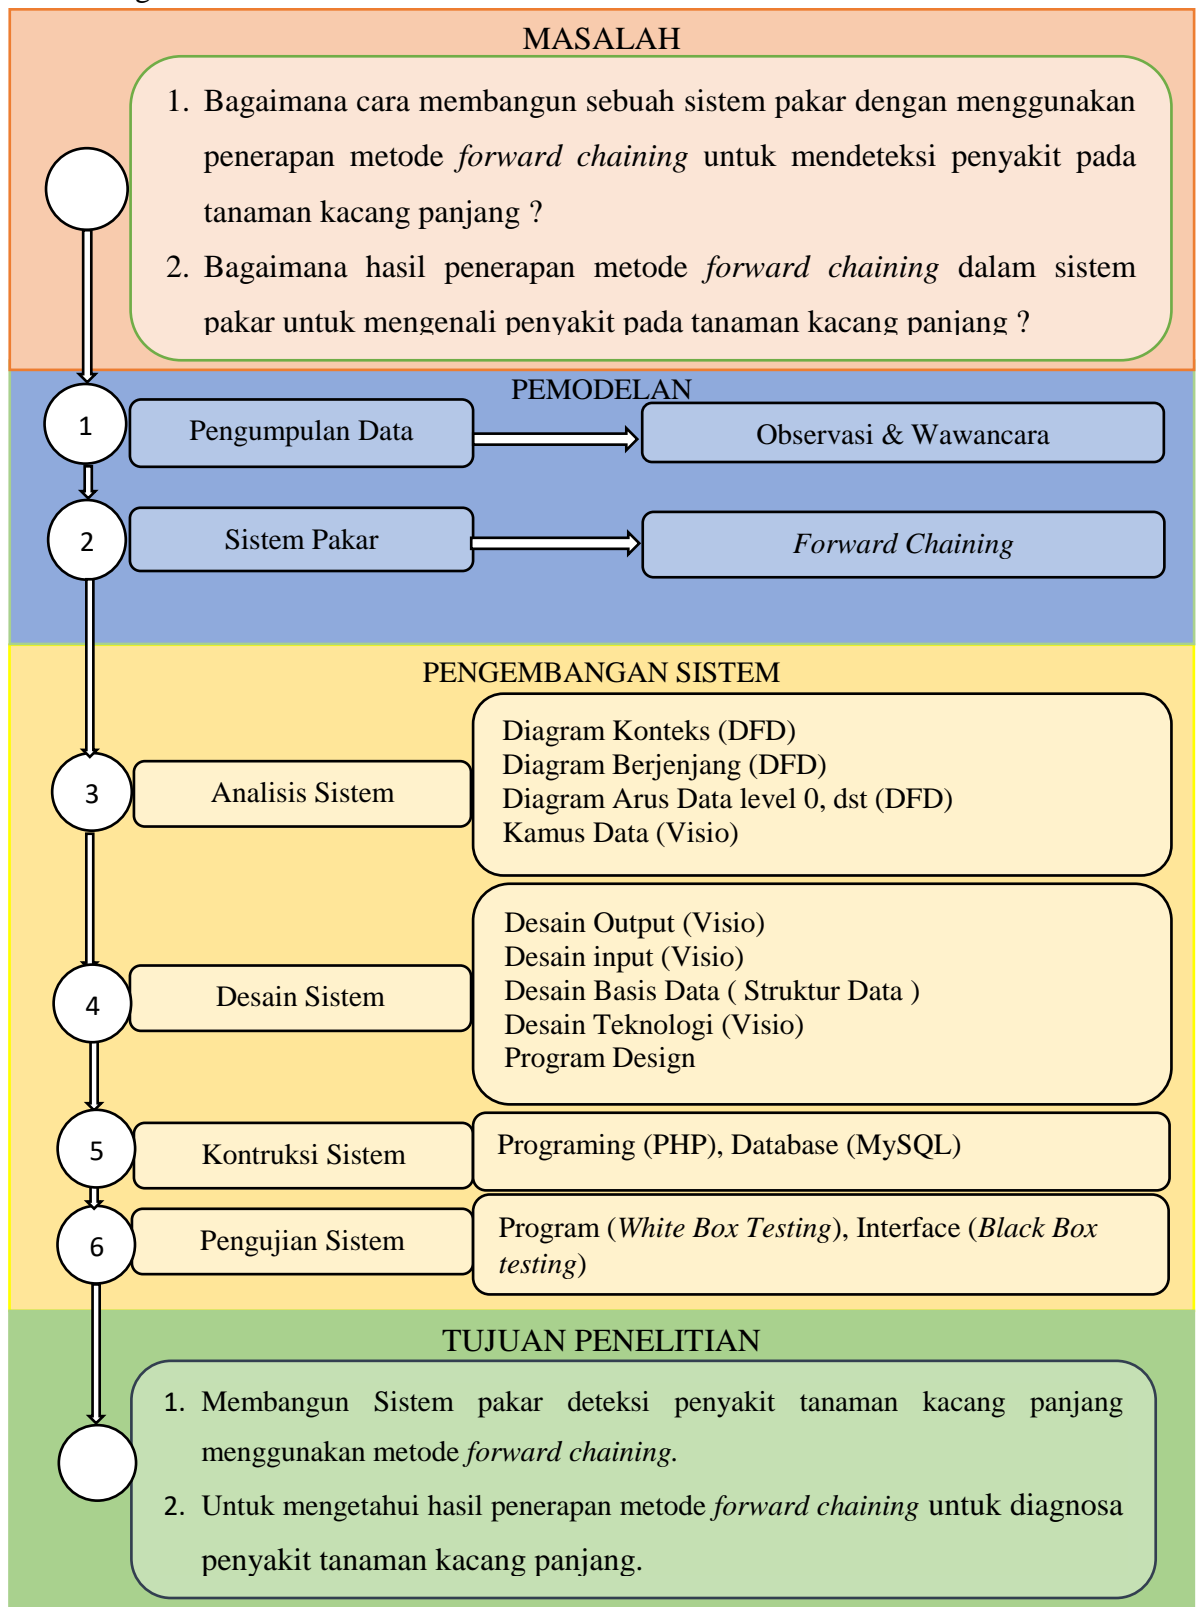 MASALAH
1. Bagaimana cara membangun sebuah sistem pakar dengan menggunakan
penerapan metode forward chaining untuk mendeteksi penyakit pada
tanaman kacang panjang ?
2. Bagaimana hasil penerapan metode forward chaining dalam sistem
pakar untuk mengenali penyakit pada tanaman kacang panjang ?
PEMODELAN
1
Pengumpulan Data
Observasi & Wawancara
2
Sistem Pakar
Forward Chaining
PENGEMBANGAN SISTEM
3
Analisis Sistem
Diagram Konteks (DFD)
Diagram Berjenjang (DFD)
Diagram Arus Data level 0, dst (DFD)
Kamus Data (Visio)
4
Desain Sistem
Desain Output (Visio)
Desain input (Visio)
Desain Basis Data ( Struktur Data )
Desain Teknologi (Visio)
Program Design
5
Kontruksi Sistem
Programing (PHP), Database (MySQL)
6
Pengujian Sistem
Program (White Box Testing), Interface (Black Box
testing)
TUJUAN PENELITIAN
1. Membangun Sistem pakar deteksi penyakit tanaman kacang panjang
menggunakan metode forward chaining.
2. Untuk mengetahui hasil penerapan metode forward chaining untuk diagnosa
penyakit tanaman kacang panjang.